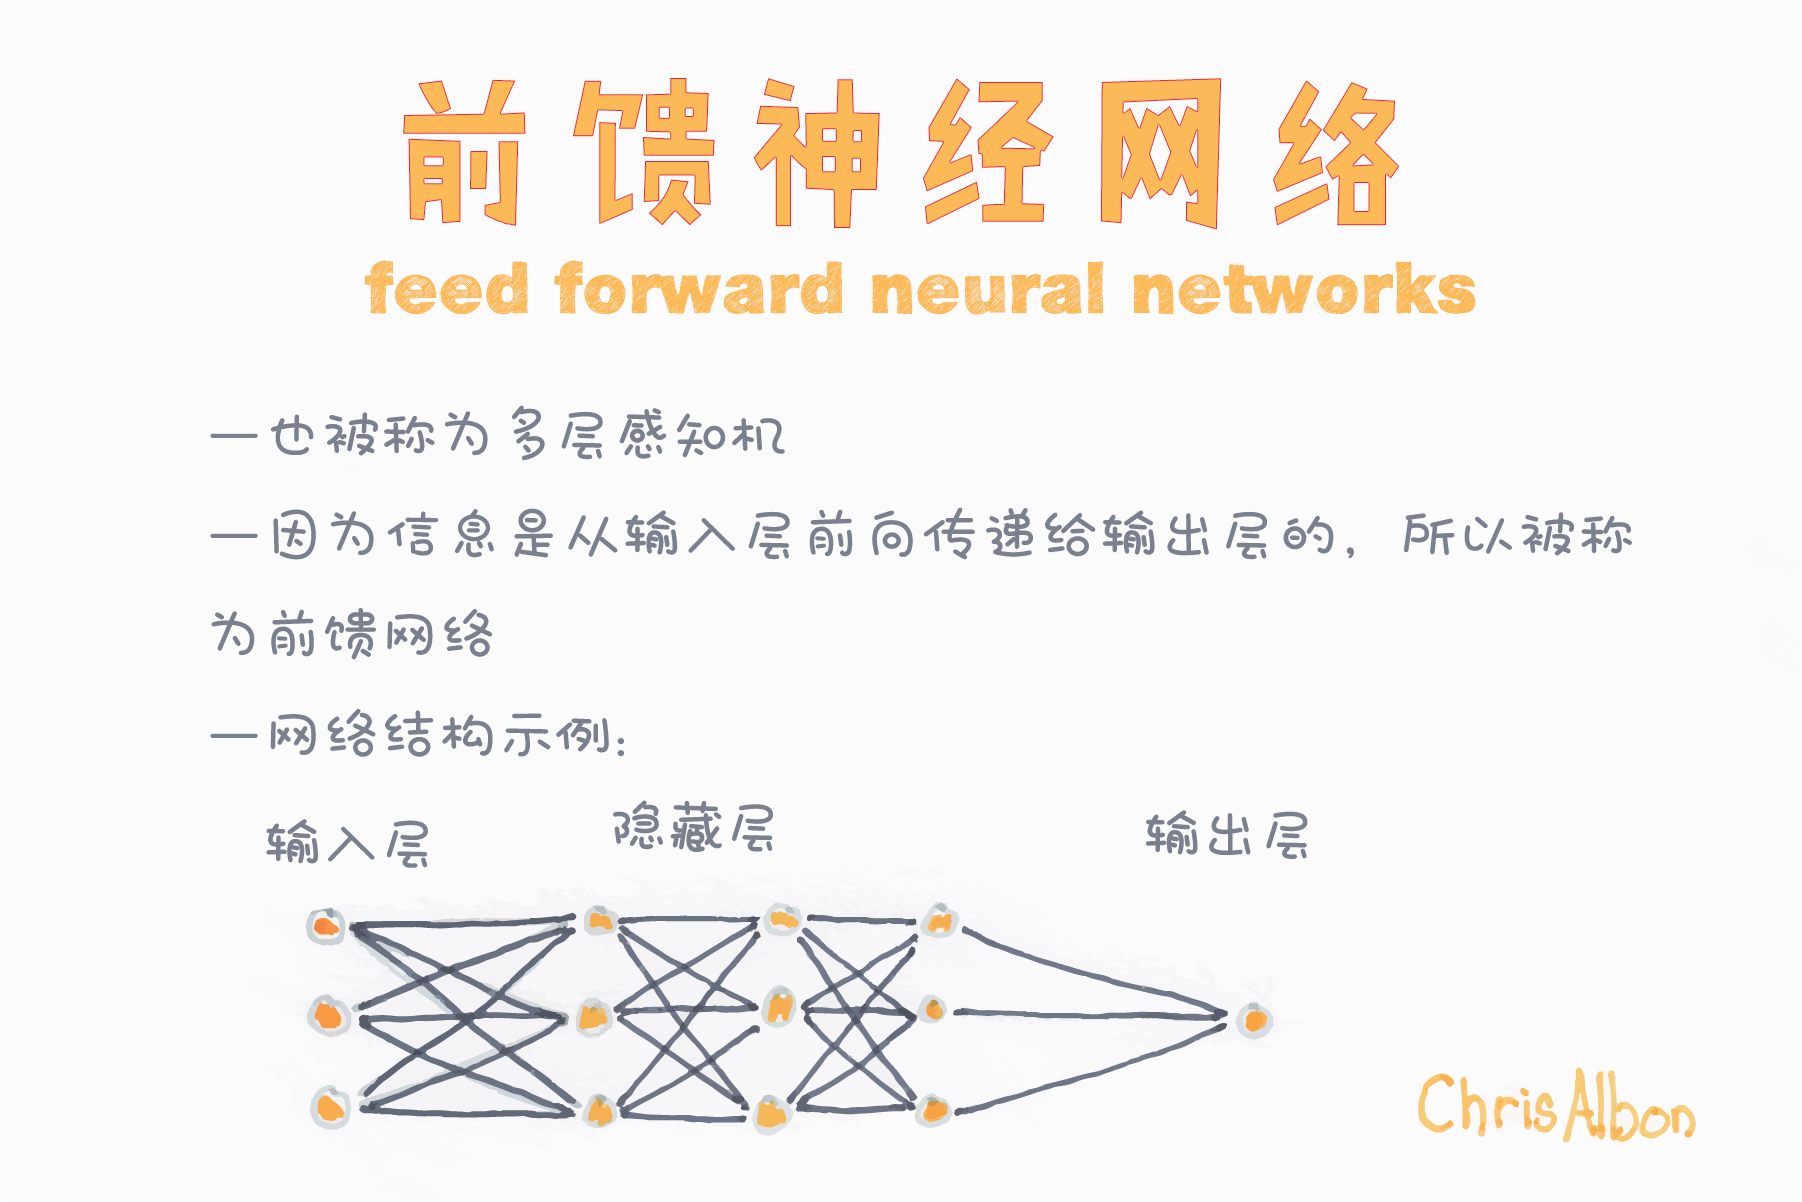 前馈神经网络
feed forward neural networks
—也被称为多层感知机
—因为信息是从输入层前向传递给输出层的，所以被称
为前馈网络
—网络结构示例：
输入层 隐藏层 输出层
ChrisAlbon